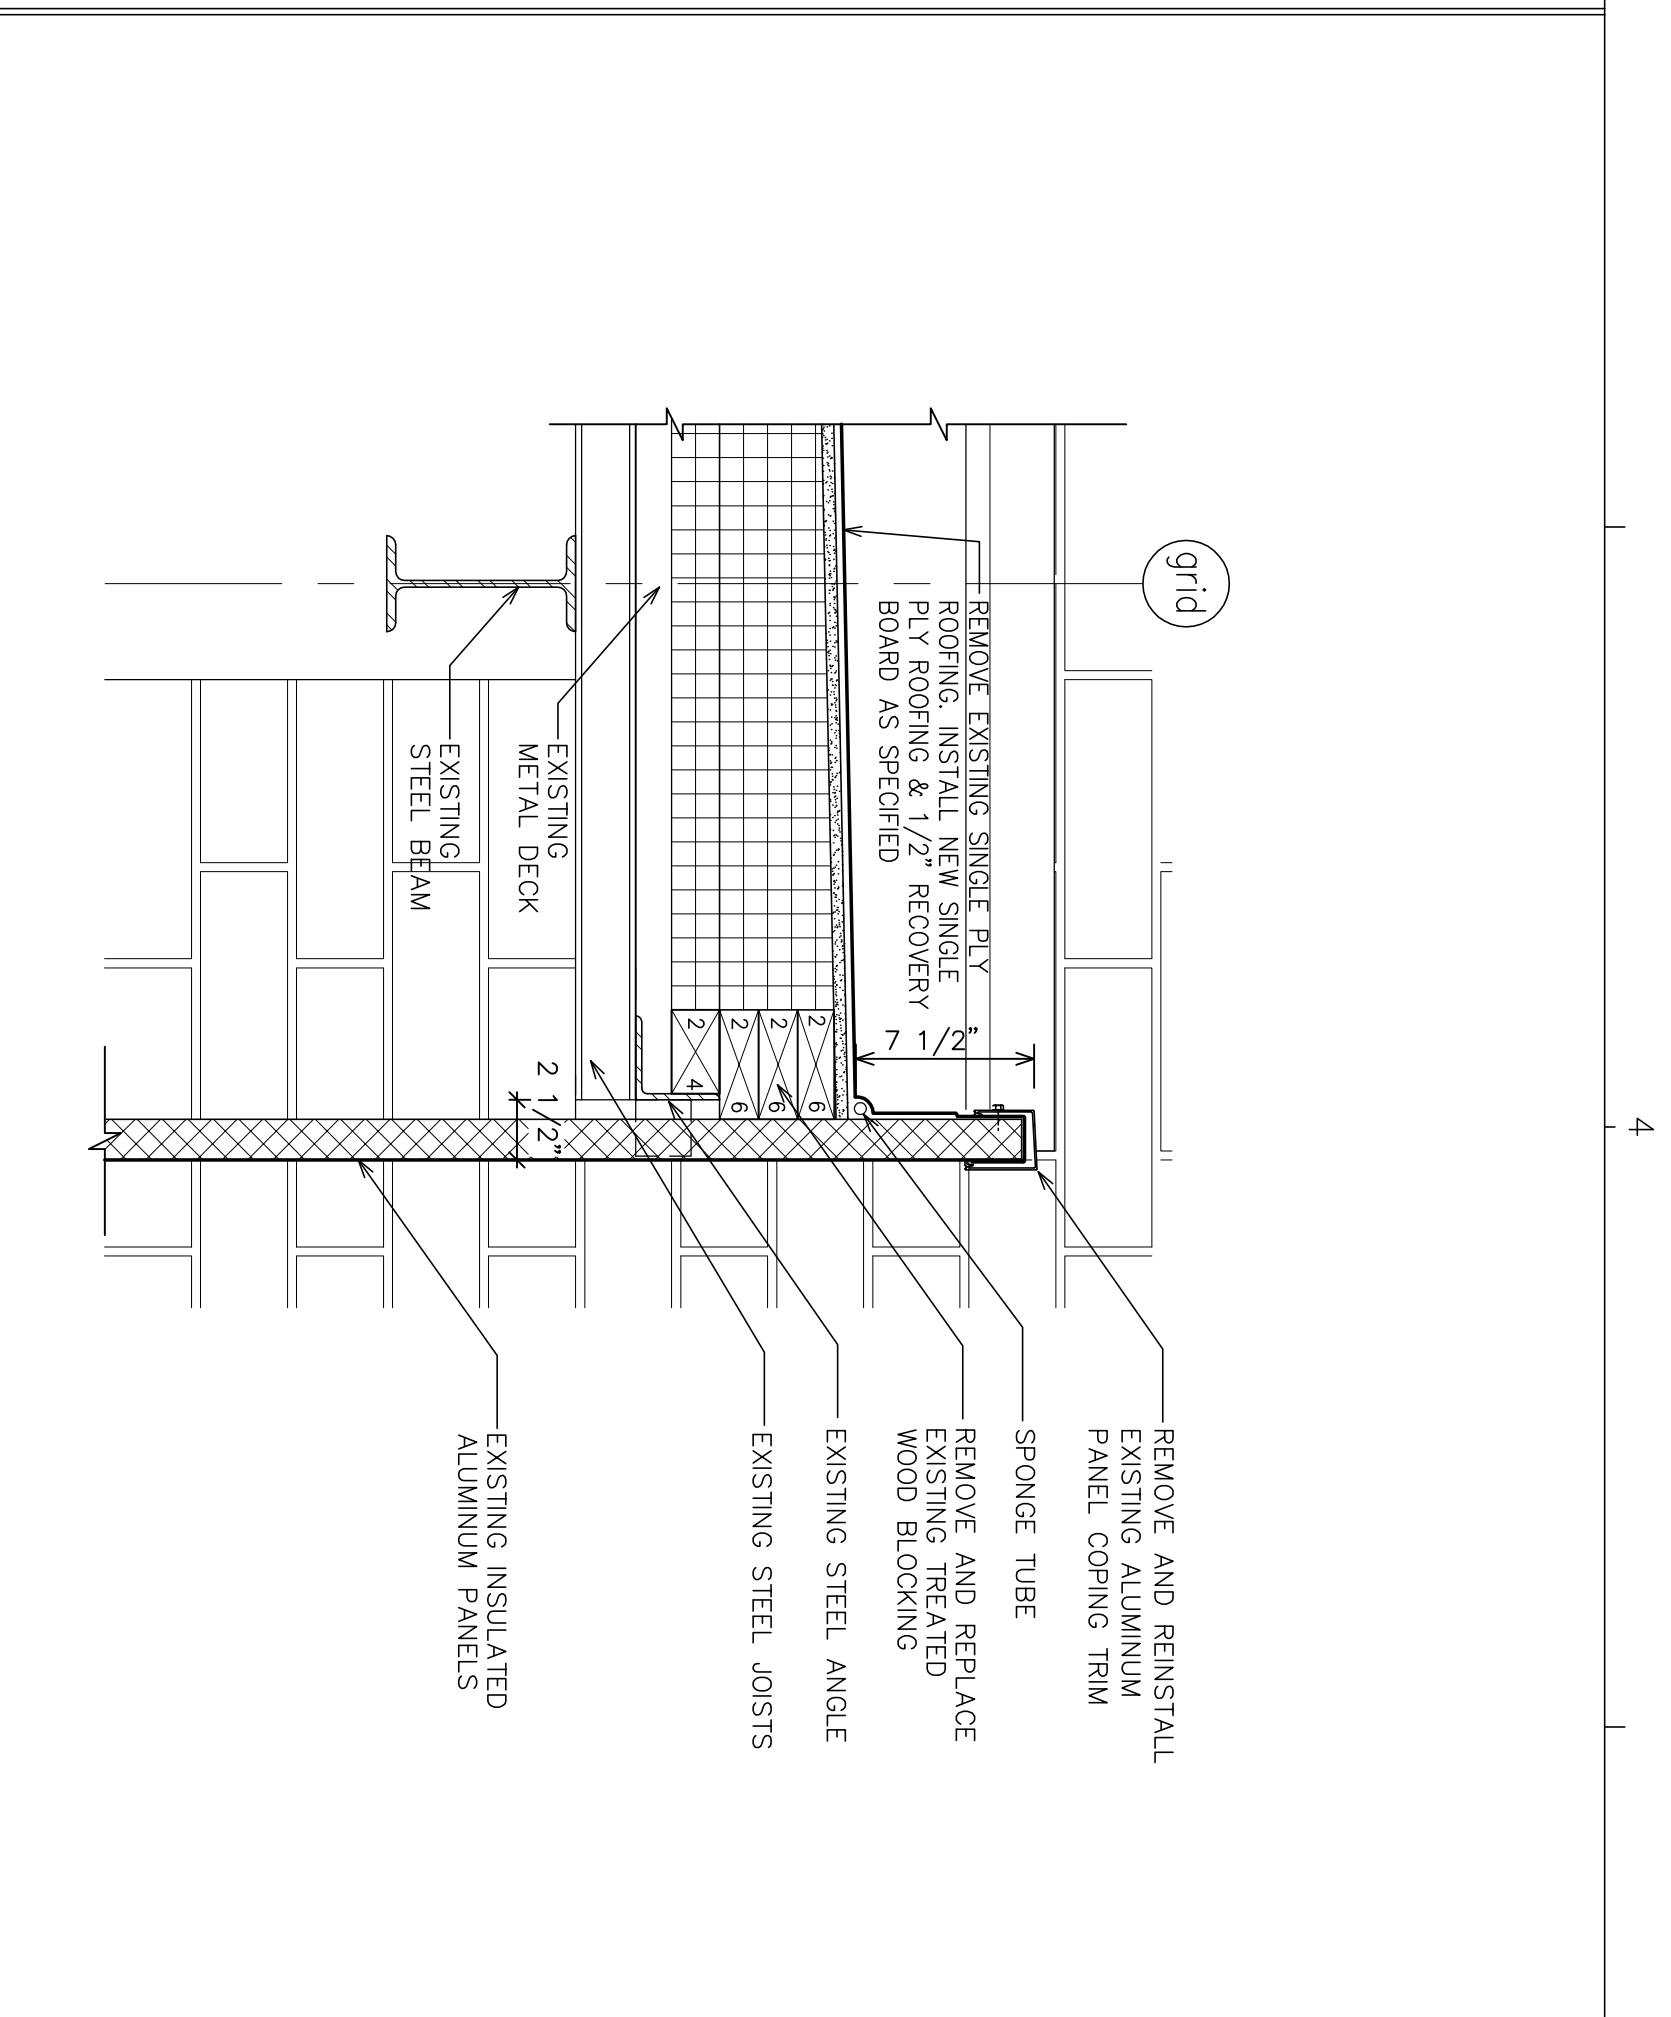 4
grid
REMOVE EXISTING SINGLE PLY
ROOFING. INSTALL NEW SINGLE
PLY ROOFING & 1/2" RECOVERY
BOARD AS SPECIFIED
7 1/2"
REMOVE AND REINSTALL
EXISTING ALUMINUM
PANEL COPING TRIM
SPONGE TUBE
REMOVE AND REPLACE
EXISTING TREATED
WOOD BLOCKING
2 6
2 6
2 6
2 4
EXISTING STEEL ANGLE
EXISTING STEEL JOISTS
EXISTING
METAL DECK
2 1/2"
EXISTING INSULATED
ALUMINUM PANELS
EXISTING
STEEL BEAM